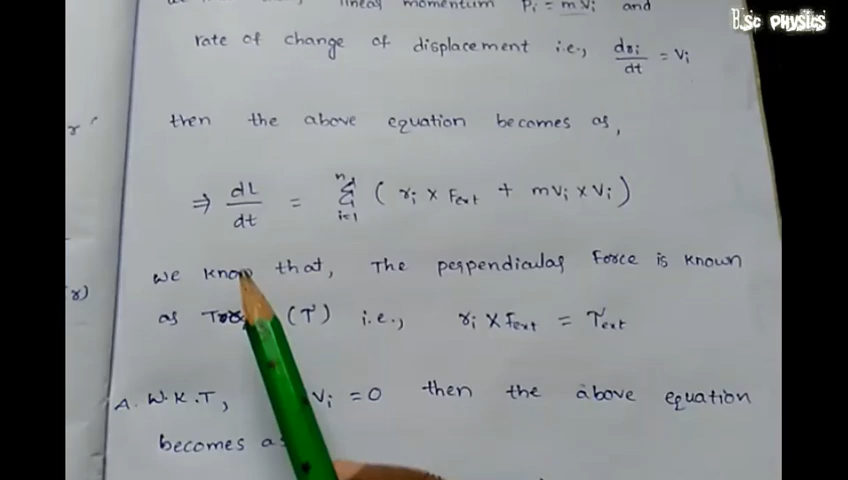 linear momentum Pi = mvi and
B.SC PHYSICS
rate of change of displacement i.e., dri/dt = vi
then the above equation becomes as,
⇒ dL/dt = Σ i=1 n ( ri × Fext + mvi × vi )
We know that, The perpendicular Force is known
r)
as (τ) i.e., ri × Fext = τext
A. W.K.T, vi = 0 then the above equation
becomes as